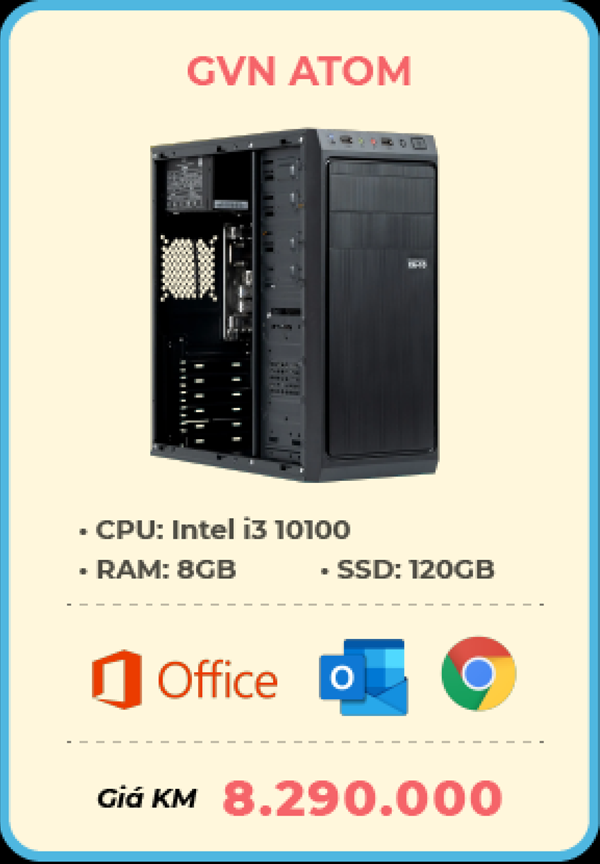 GVN ATOM
• CPU: Intel i3 10100
• RAM: 8GB • SSD: 120GB
Office
Giá KM 8.290.000